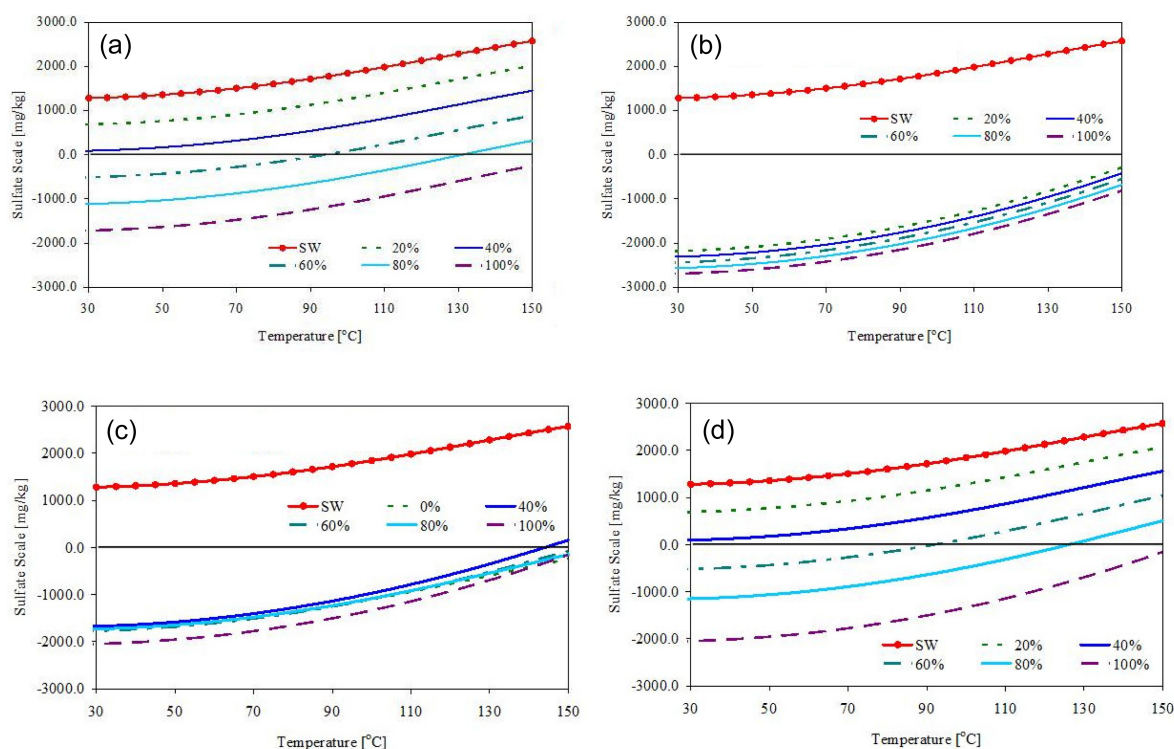 (a)
3000.0
2000.0
1000.0
0.0
-1000.0
-2000.0
-3000.0
Sulfate Scale [mg/kg]
SW 20% 40%
60% 80% 100%
30 50 70 90 110 130 150
Temperature [°C]
(b)
3000.0
2000.0
1000.0
0.0
-1000.0
-2000.0
-3000.0
Sulfate Scale [mg/kg]
SW 20% 40%
60% 80% 100%
30 50 70 90 110 130 150
Temperature [°C]
(c)
3000.0
2000.0
1000.0
0.0
-1000.0
-2000.0
-3000.0
Sulfate Scale [mg/kg]
SW 0% 40%
60% 80% 100%
30 50 70 90 110 130 150
Temperature [°C]
(d)
3000.0
2000.0
1000.0
0.0
-1000.0
-2000.0
-3000.0
Sulfate Scale [mg/kg]
SW 20% 40%
60% 80% 100%
30 50 70 90 110 130 150
Temperature [°C]